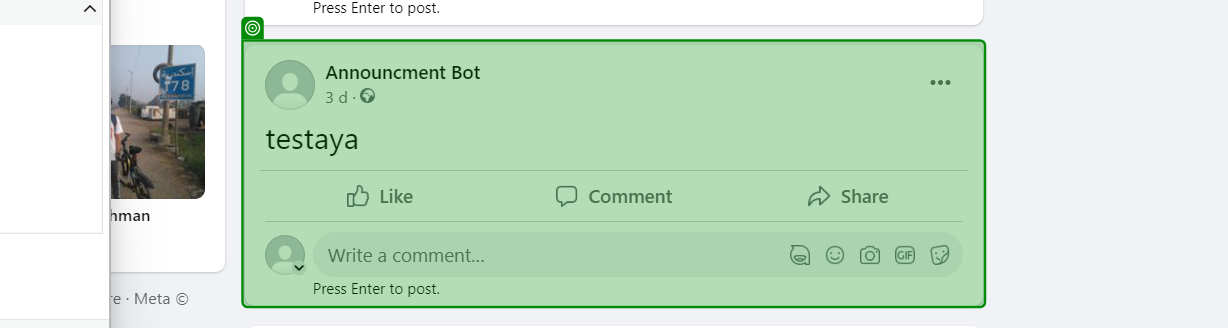 Press Enter to post.
Announcment Bot
3 d ·
testaya
Like Comment Share
Write a comment...
GIF
Press Enter to post.
إسكندرية
178
hman
re · Meta ©